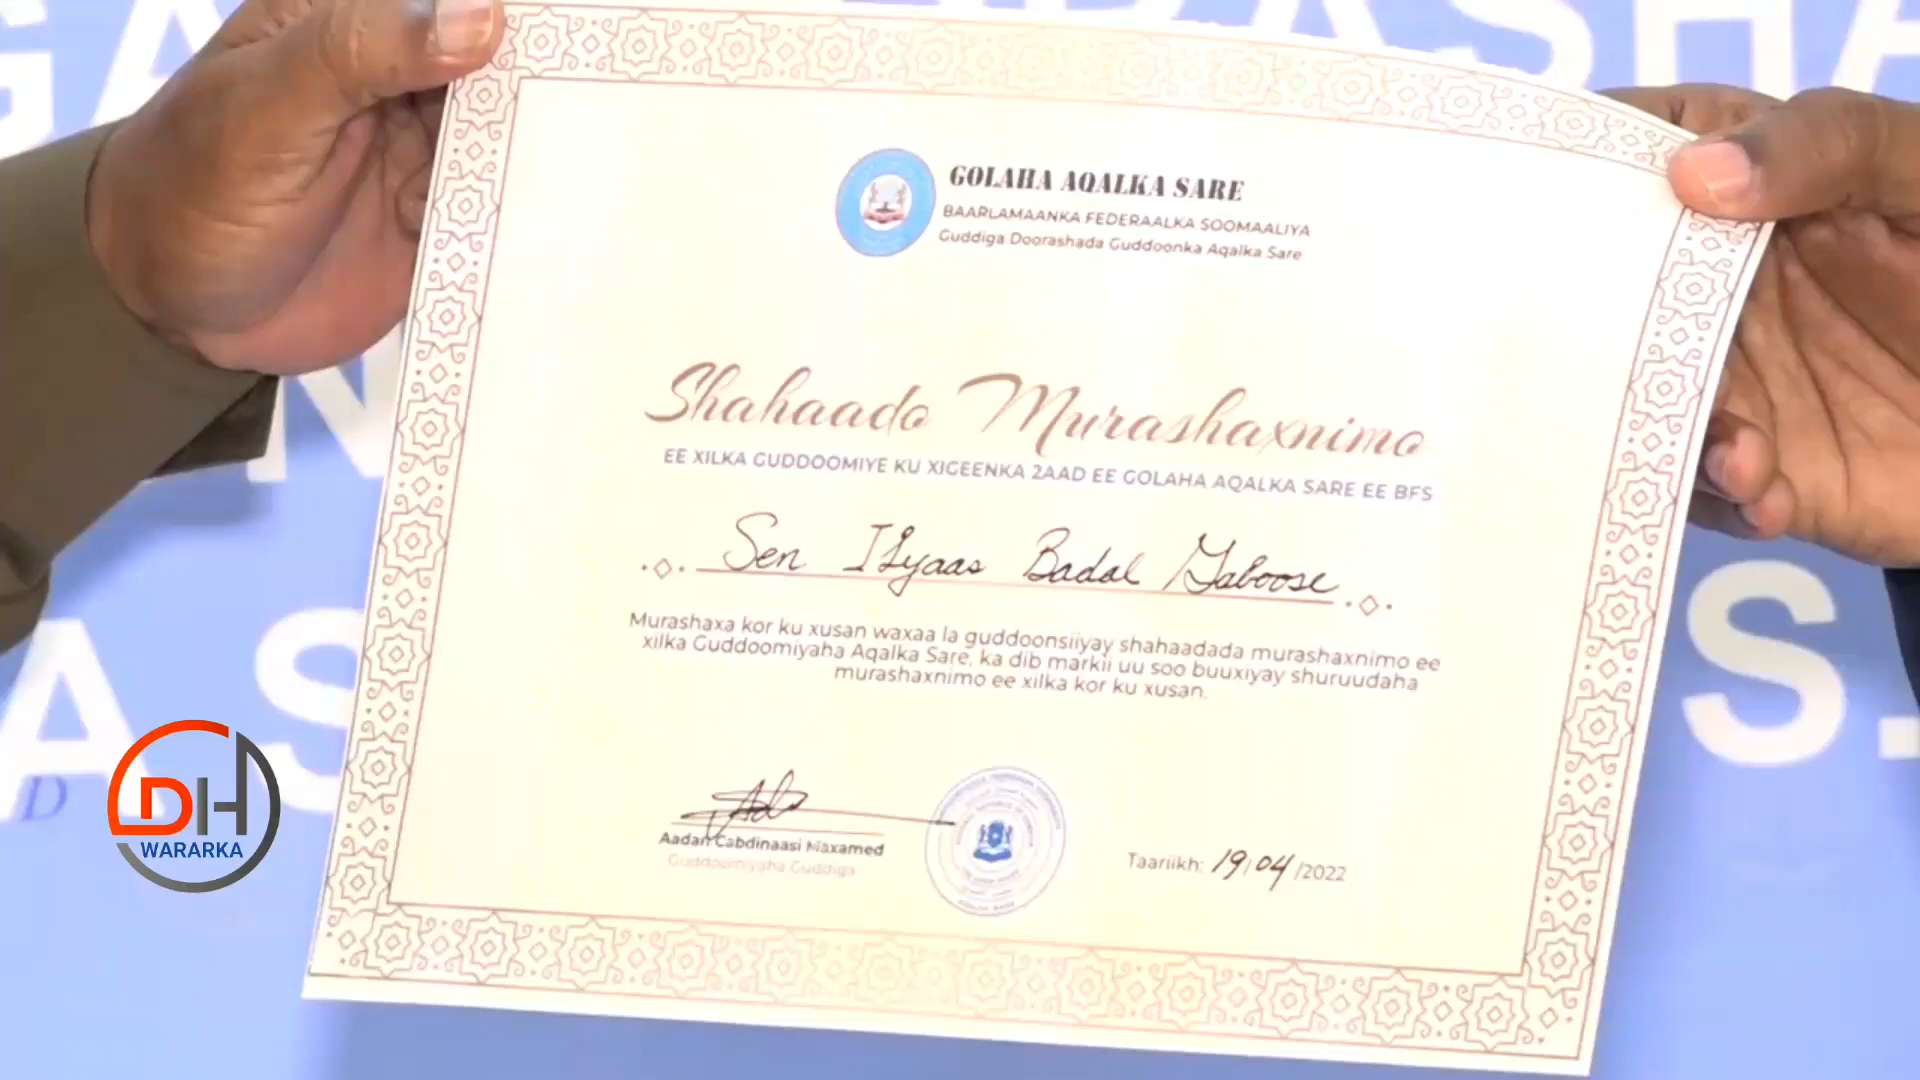 GOLAHA AQALKA SARE
BAARLAMAANKA FEDERAALKA SOOMAALIYA
Guddiga Doorashada Guddoonka Aqalka Sare
Shahaado Murashaxnimo
EE XILKA GUDDOOMIYE KU XIGEENKA 2AAD EE GOLAHA AQALKA SARE EE BFS
Sen Ilyaas Badal Gaboose
Murashaxa kor ku xusan waxaa la guddoonsiiyay shahaadada murashaxnimo ee
xilka Guddoomiyaha Aqalka Sare, ka dib markii uu soo buuxiyay shuruudaha
murashaxnimo ee xilka kor ku xusan.
Aadan Cabdinaasi Maxamed
Guddoomiyaha Guddiga
Taariikh: 19/04/2022
DH
WARARKA